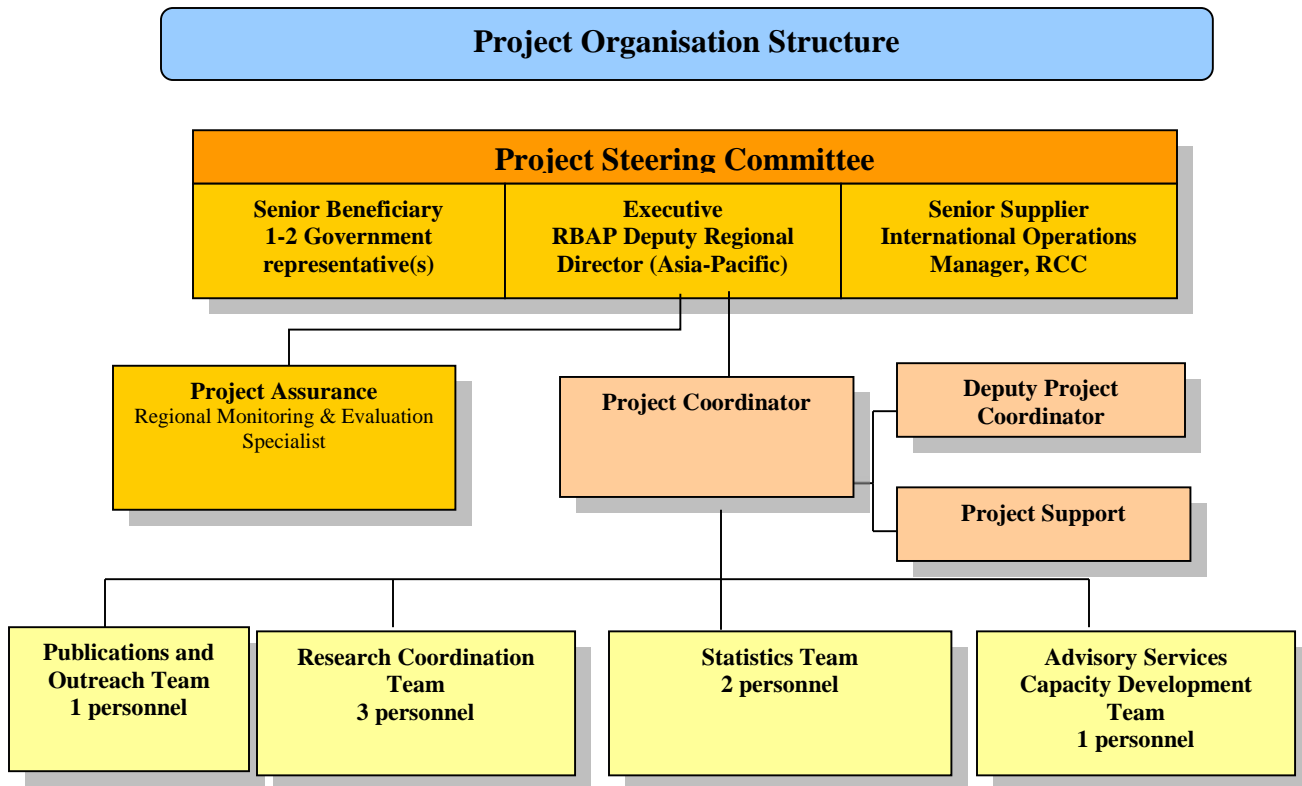 Project Organisation Structure
Project Steering Committee
Senior Beneficiary
1-2 Government
representative(s)
Executive
RBAP Deputy Regional
Director (Asia-Pacific)
Senior Supplier
International Operations
Manager, RCC
Project Assurance
Regional Monitoring & Evaluation
Specialist
Project Coordinator
Deputy Project
Coordinator
Project Support
Publications and
Outreach Team
1 personnel
Research Coordination
Team
3 personnel
Statistics Team
2 personnel
Advisory Services
Capacity Development
Team
1 personnel